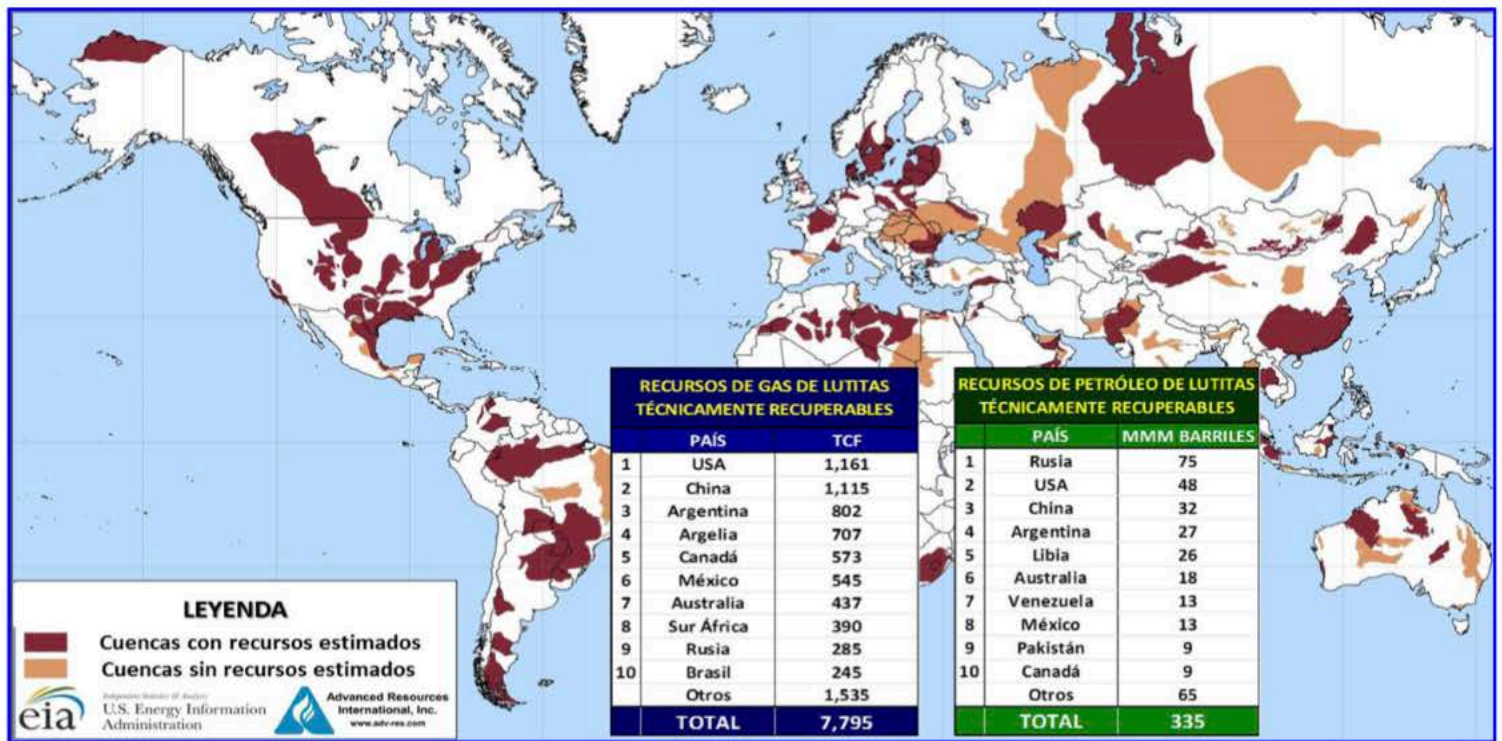 RECURSOS DE GAS DE LUTITAS
TÉCNICAMENTE RECUPERABLES
PAÍS TCF
1 USA 1,161
2 China 1,115
3 Argentina 802
4 Argelia 707
5 Canadá 573
6 México 545
7 Australia 437
8 Sur África 390
9 Rusia 285
10 Brasil 245
Otros 1,535
TOTAL 7,795
RECURSOS DE PETRÓLEO DE LUTITAS
TÉCNICAMENTE RECUPERABLES
PAÍS MMM BARRILES
1 Rusia 75
2 USA 48
3 China 32
4 Argentina 27
5 Libia 26
6 Australia 18
7 Venezuela 13
8 México 13
9 Pakistán 9
10 Canadá 9
Otros 65
TOTAL 335
LEYENDA
Cuencas con recursos estimados
Cuencas sin recursos estimados
eia
Independent Statistics & Analysis
U.S. Energy Information
Administration
Advanced Resources
International, Inc.
www.adv-res.com